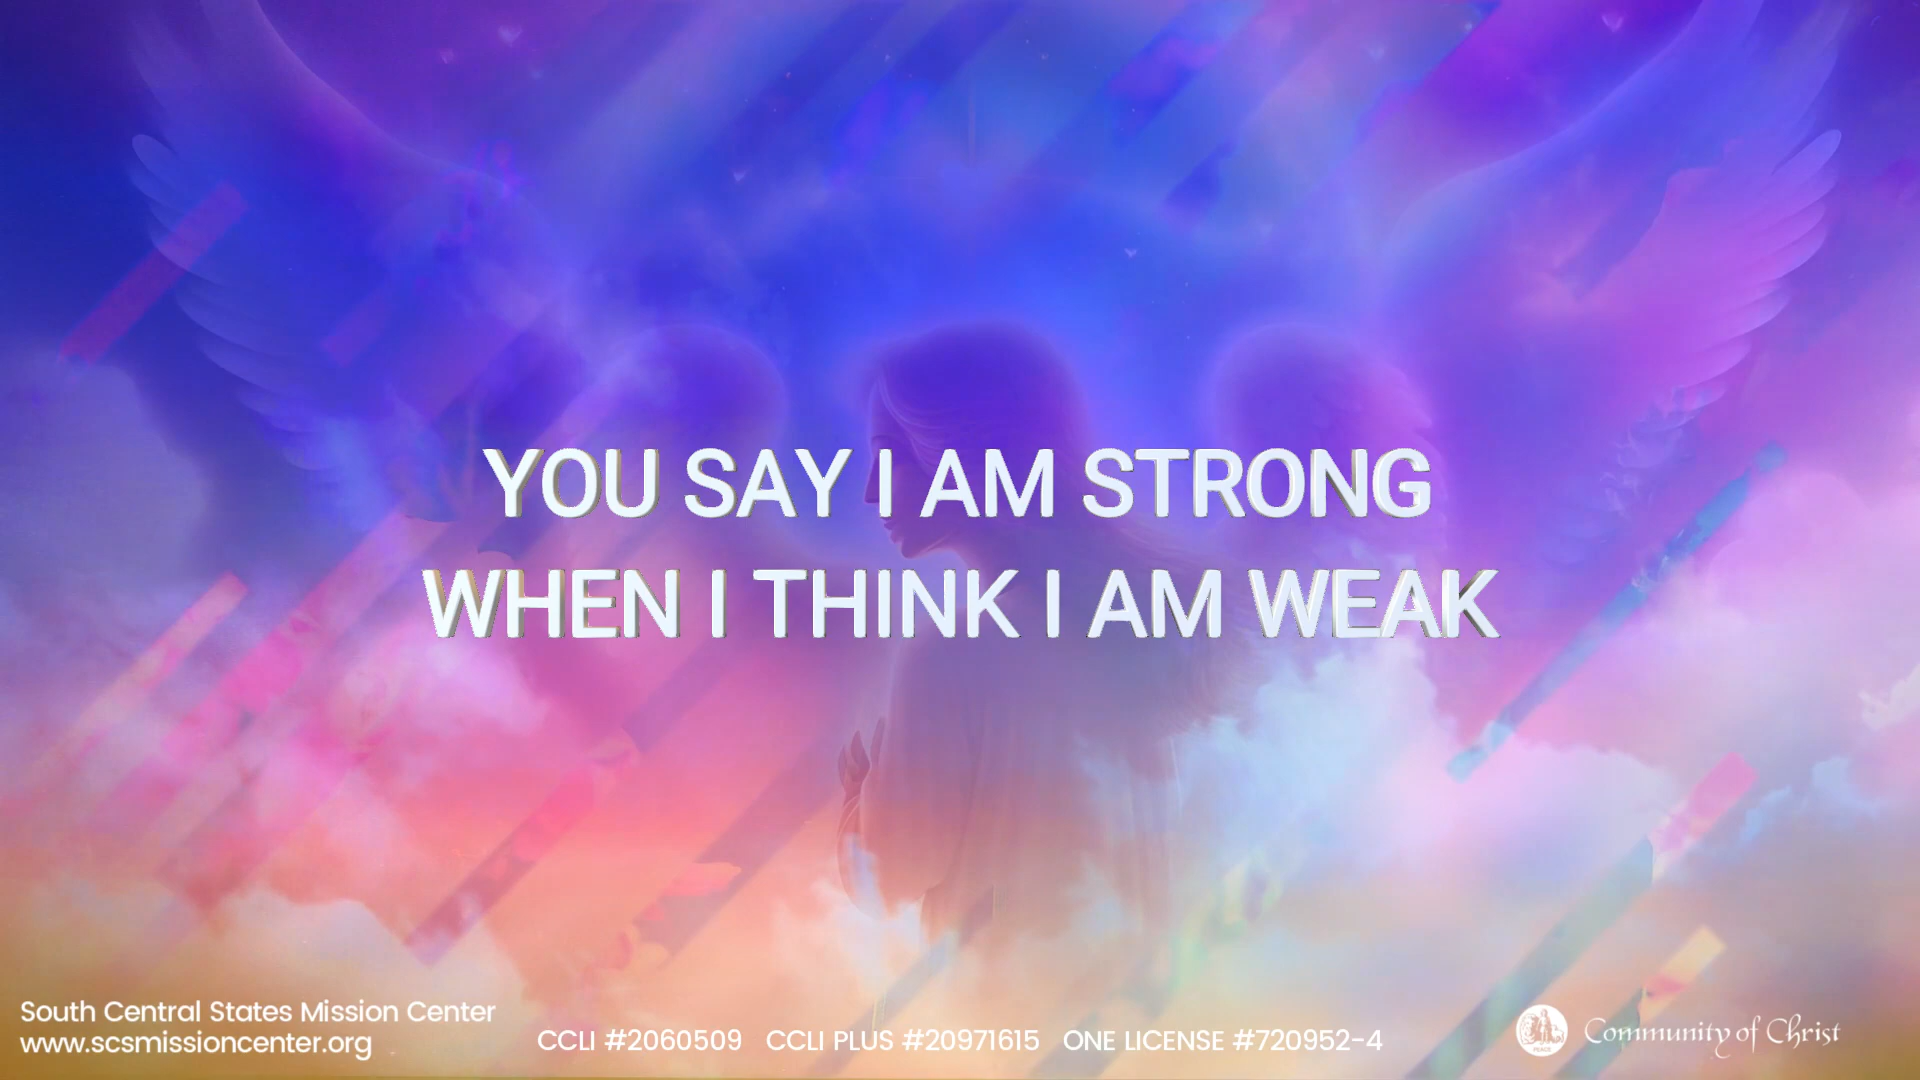 YOU SAY I AM STRONG
WHEN I THINK I AM WEAK
South Central States Mission Center
www.scsmissioncenter.org
CCLI #2060509 CCLI PLUS #20971615 ONE LICENSE #720952-4
PEACE
Community of Christ